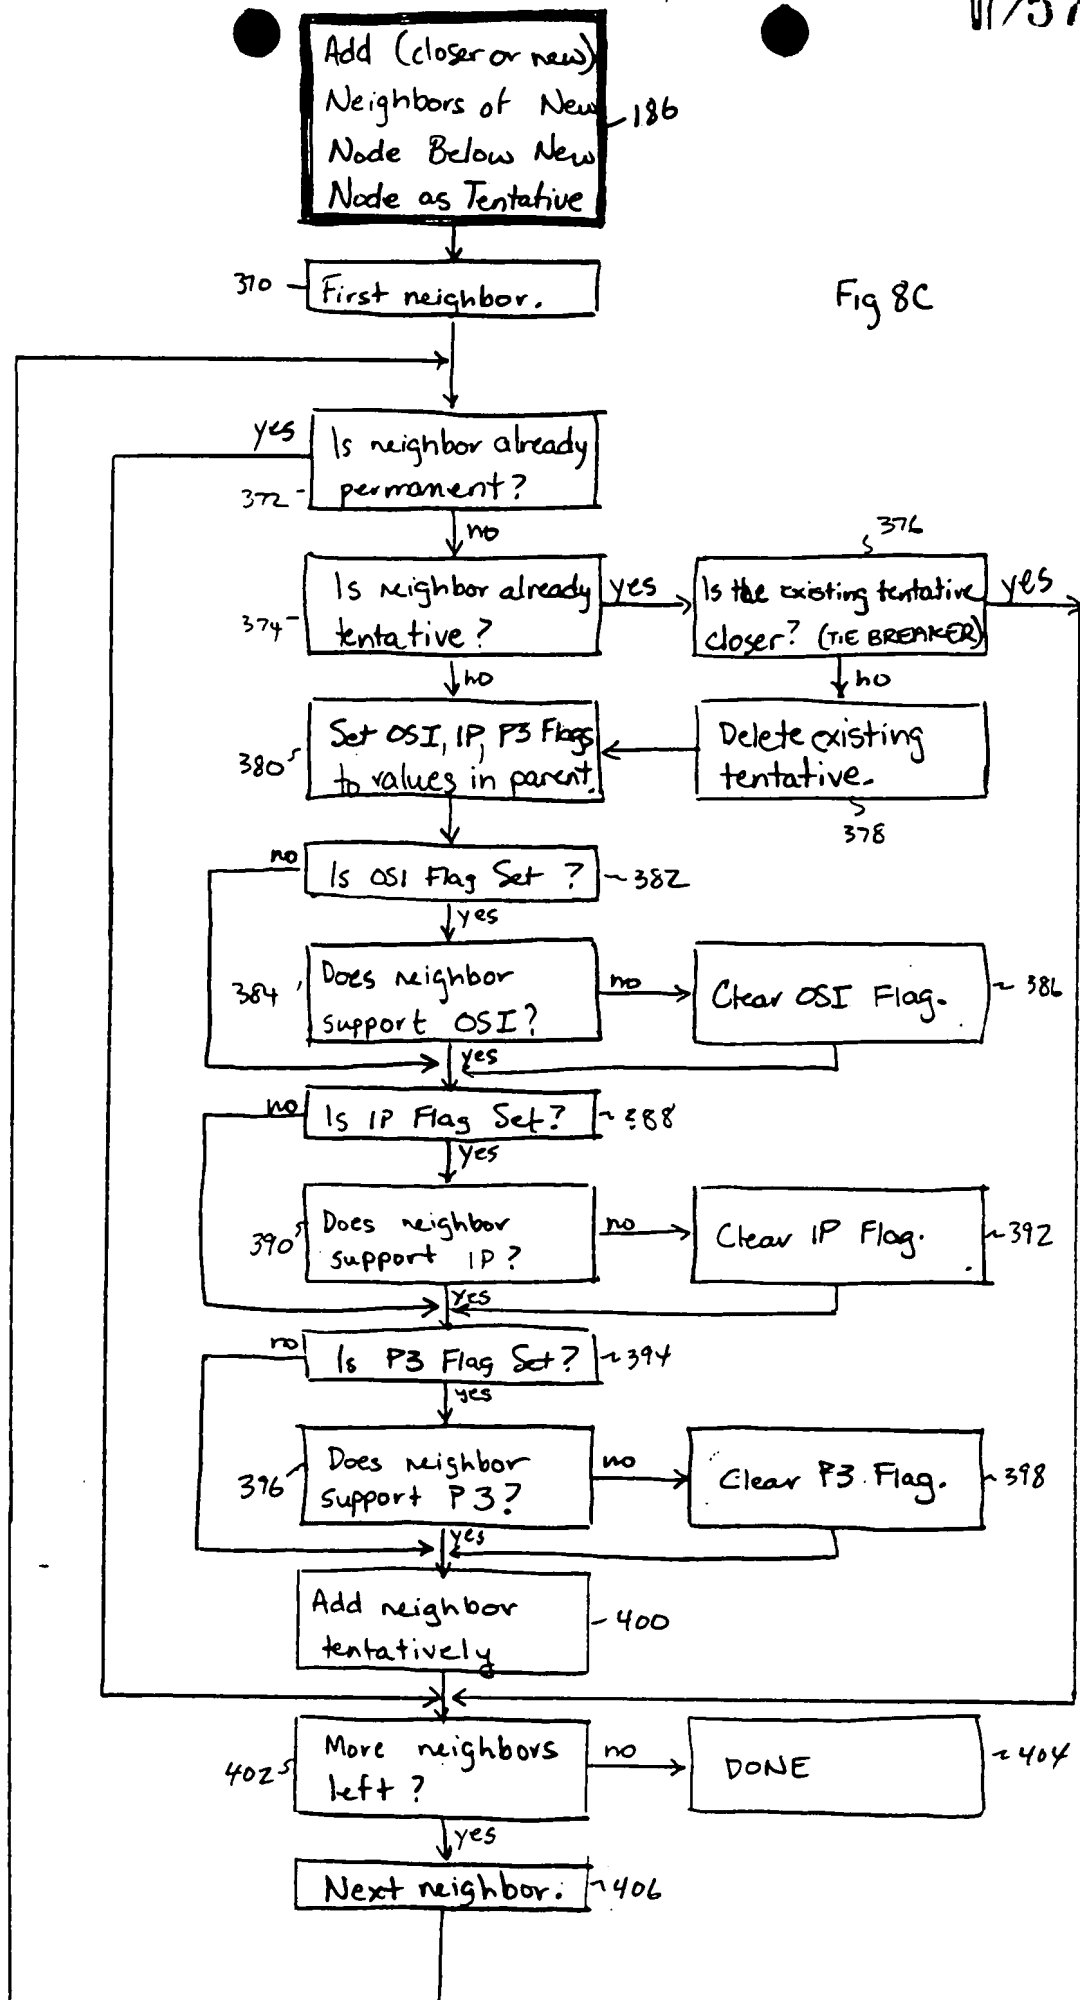 Add (closer or new)
Neighbors of New
Node Below New
Node as Tentative
186
370
First neighbor.
Fig 8C
yes
Is neighbor already
permanent?
372
no
376
Is neighbor already
tentative?
374
yes
Is the existing tentative
closer? (TIE BREAKER)
yes
no
no
Set OSI, IP, P3 Flags
to values in parent.
380
Delete existing
tentative.
378
no
Is OSI Flag Set ?
382
yes
Does neighbor
support OSI?
384
no
Clear OSI Flag.
386
yes
no
Is IP Flag Set?
388
yes
Does neighbor
support IP?
390
no
Clear IP Flag.
392
yes
no
Is P3 Flag Set?
394
yes
Does neighbor
support P3?
396
no
Clear P3 Flag.
398
yes
Add neighbor
tentatively
400
More neighbors
left ?
402
no
DONE
404
yes
Next neighbor.
406